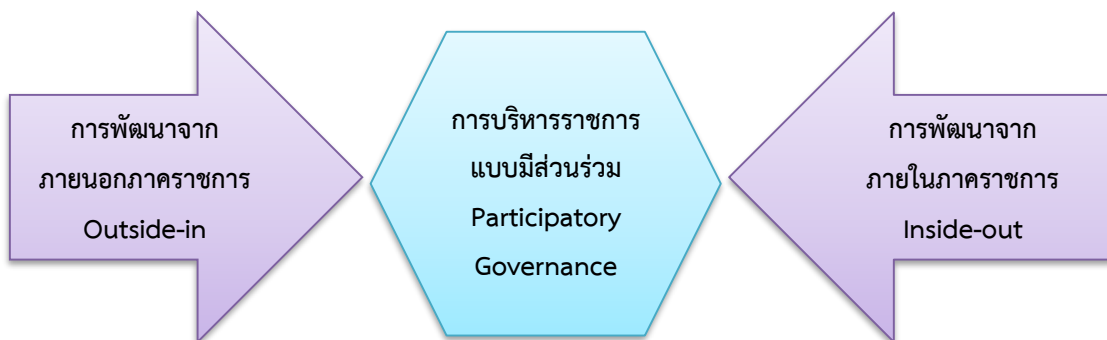 การพัฒนาจาก
ภายนอกภาคราชการ
Outside-in
การบริหารราชการ
แบบมีส่วนร่วม
Participatory
Governance
การพัฒนาจาก
ภายในภาคราชการ
Inside-out